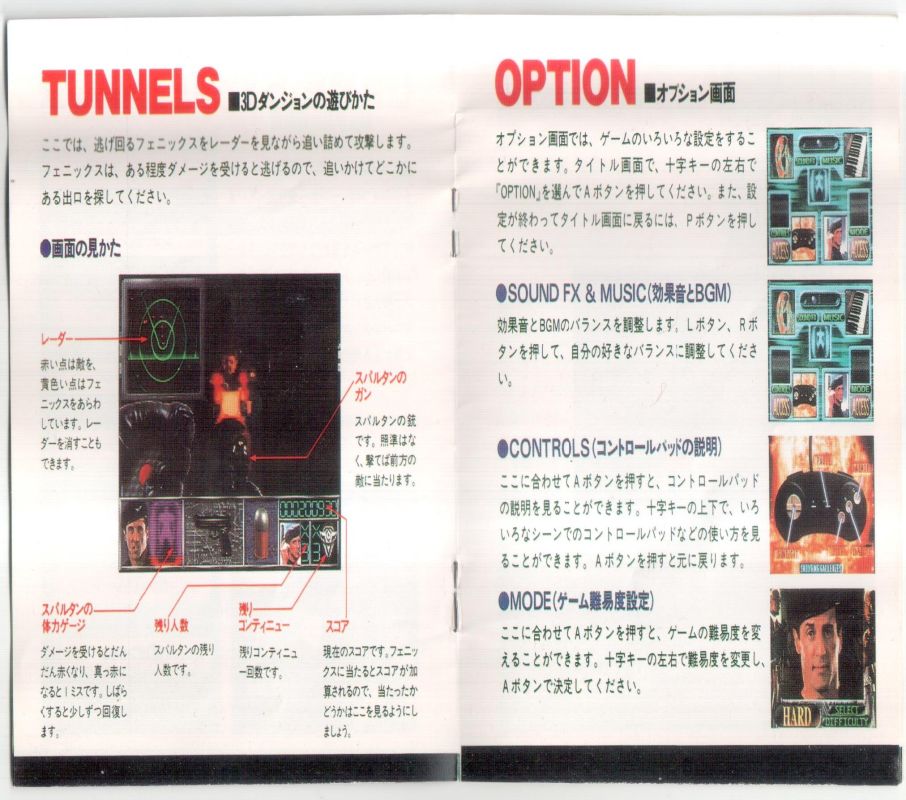 TUNNELS ■3Dダンジョンの遊びかた
ここでは、逃げ回るフェニックスをレーダーを見ながら追い詰めて攻撃します。
フェニックスは、ある程度ダメージを受けると逃げるので、追いかけてどこかに
ある出口を探してください。
●画面の見かた
レーダー
赤い点は敵を、
黄色い点はフェ
ニックスをあらわ
しています。レー
ダーを消すことも
できます。
スパルタンの
ガン
スパルタンの銃
です。照準はな
く、撃てば前方の
敵に当たります。
スパルタンの
体力ゲージ
ダメージを受けるとだん
だん赤くなり、真っ赤に
なると1ミスです。しばら
くすると少しずつ回復し
ます。
残り人数
スパルタンの残り
人数です。
残り
コンティニュー
残りコンティニュ
ー回数です。
スコア
現在のスコアです。フェニッ
クスに当たるとスコアが加
算されるので、当たったか
どうかはここを見るようにし
ましょう。
OPTION ■オプション画面
オプション画面では、ゲームのいろいろな設定をするこ
とができます。タイトル画面で、十字キーの左右で
『OPTION』を選んでAボタンを押してください。また、設
定が終わってタイトル画面に戻るには、Pボタンを押し
てください。
SOUND FX MUSIC
MODE
●SOUND FX & MUSIC(効果音とBGM)
効果音とBGMのバランスを調整します。Lボタン、Rボ
タンを押して、自分の好きなバランスに調整してくださ
い。
MUSIC
MODE
●CONTROLS(コントロールパッドの説明)
ここに合わせてAボタンを押すと、コントロールパッド
の説明を見ることができます。十字キーの上下で、いろ
いろなシーンでのコントロールパッドなどの使い方を見
ることができます。Aボタンを押すと元に戻ります。
●MODE(ゲーム難易度設定)
ここに合わせてAボタンを押すと、ゲームの難易度を変
えることができます。十字キーの左右で難易度を変更し、
Aボタンで決定してください。
HARD
SELECT
DIFFICULTY